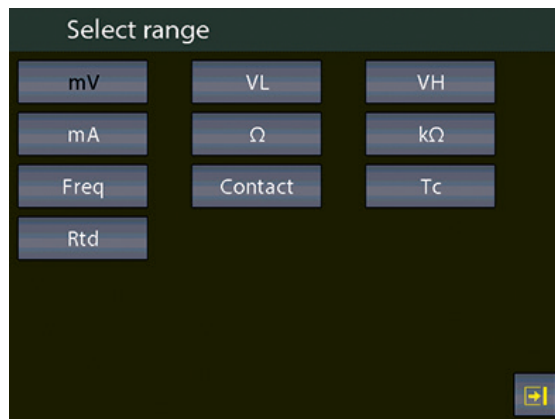 Select range
mV VL VH
mA Ω kΩ
Freq Contact Tc
Rtd